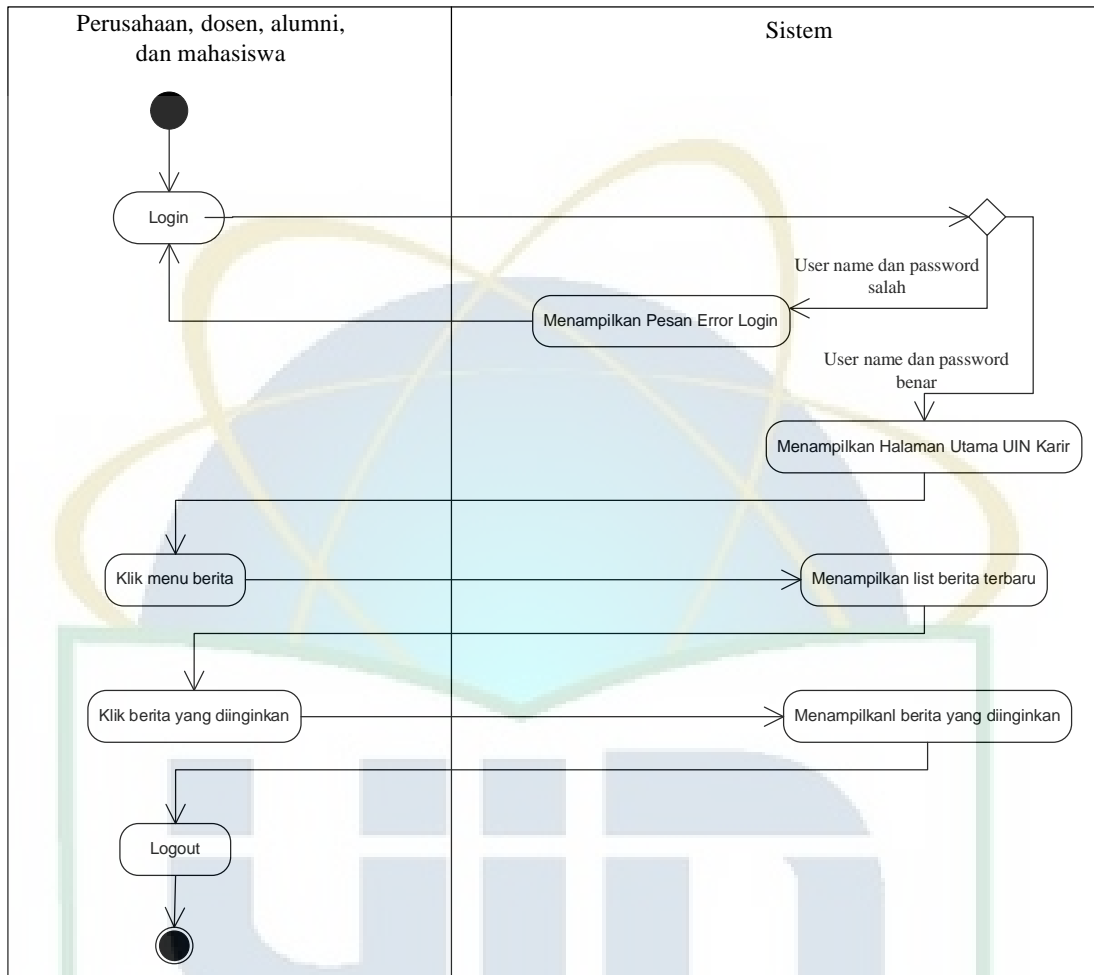 Perusahaan, dosen, alumni,
dan mahasiswa
Sistem
Login
User name dan password
salah
Menampilkan Pesan Error Login
User name dan password
benar
Menampilkan Halaman Utama UIN Karir
Klik menu berita
Menampilkan list berita terbaru
Klik berita yang diinginkan
Menampilkanl berita yang diinginkan
Logout
UIN